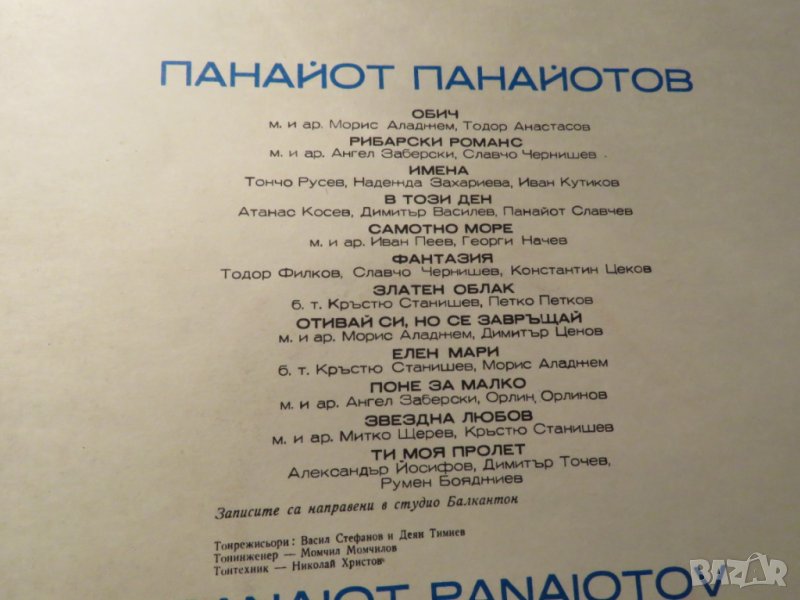 ПАНАЙОТ ПАНАЙОТОВ
ОБИЧ
м. и ар. Морис Аладжем, Тодор Анастасов
РИБАРСКИ РОМАНС
м. и ар. Ангел Заберски, Славчо Чернишев
ИМЕНА
Тончо Русев, Надежда Захариева, Иван Кутиков
В ТОЗИ ДЕН
Атанас Косев, Димитър Василев, Панайот Славчев
САМОТНО МОРЕ
м. и ар. Иван Пеев, Георги Начев
ФАНТАЗИЯ
Тодор Филков, Славчо Чернишев, Константин Цеков
ЗЛАТЕН ОБЛАК
б. т. Кръстю Станишев, Петко Петков
ОТИВАЙ СИ, НО СЕ ЗАВРЪЩАЙ
м. и ар. Морис Аладжем, Димитър Ценов
ЕЛЕН МАРИ
б. т. Кръстю Станишев, Морис Аладжем
ПОНЕ ЗА МАЛКО
м. и ар. Ангел Заберски, Орлин Орлинов
ЗВЕЗДНА ЛЮБОВ
м. и ар. Митко Щерев, Кръстю Станишев
ТИ МОЯ ПРОЛЕТ
Александър Йосифов, Димитър Точев,
Румен Бояджиев
Записите са направени в студио Балкантон
Тонрежисьори: Васил Стефанов и Деян Тимнев
Тонинженер — Момчил Момчилов
Тонтехник — Николай Христов
PANAIOTOV
BAZAR